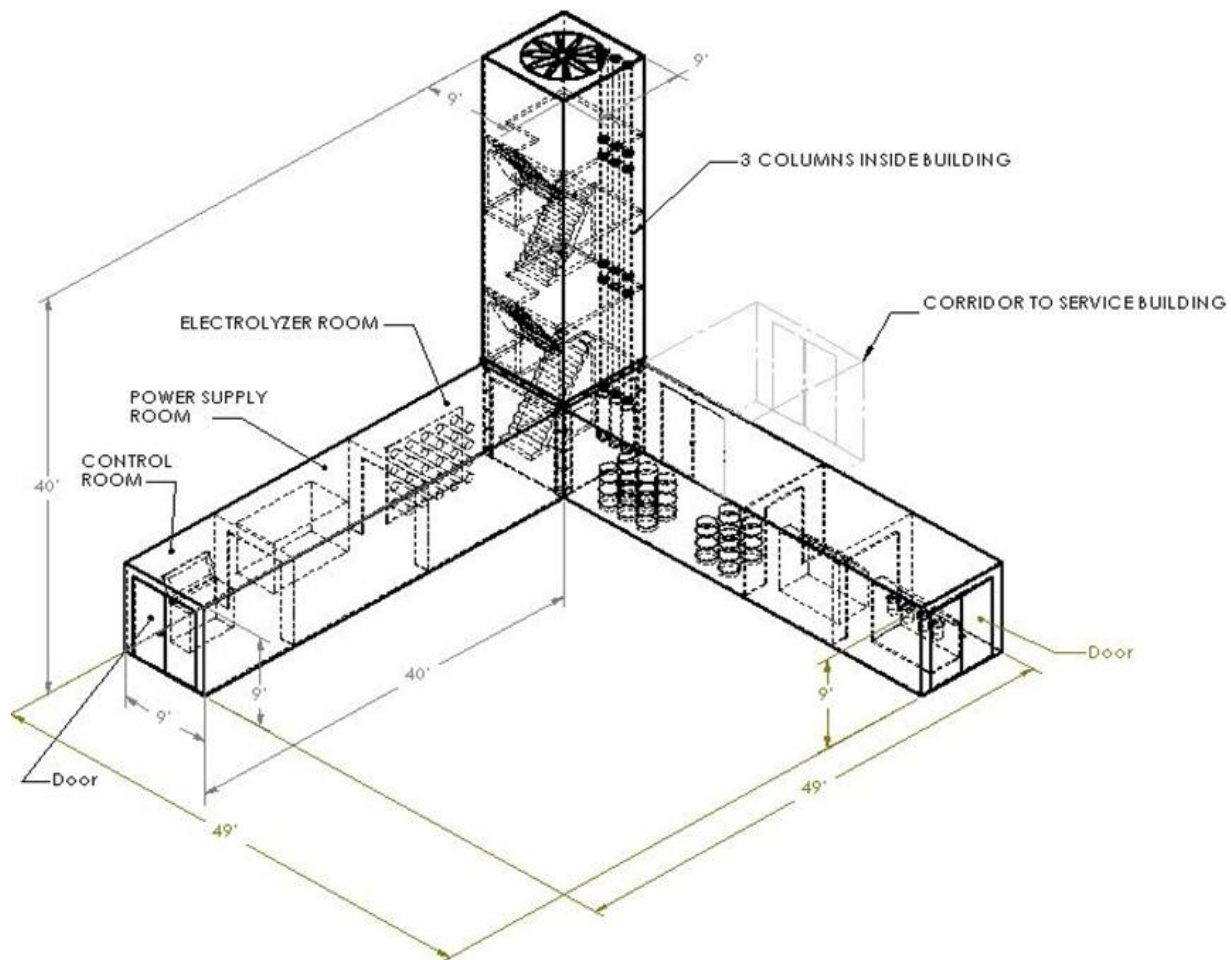 9'
9'
3 COLUMNS INSIDE BUILDING
CORRIDOR TO SERVICE BUILDING
ELECTROLYZER ROOM
POWER SUPPLY
ROOM
CONTROL
ROOM
40'
Door
40'
9'
9'
9'
Door
49'
49'